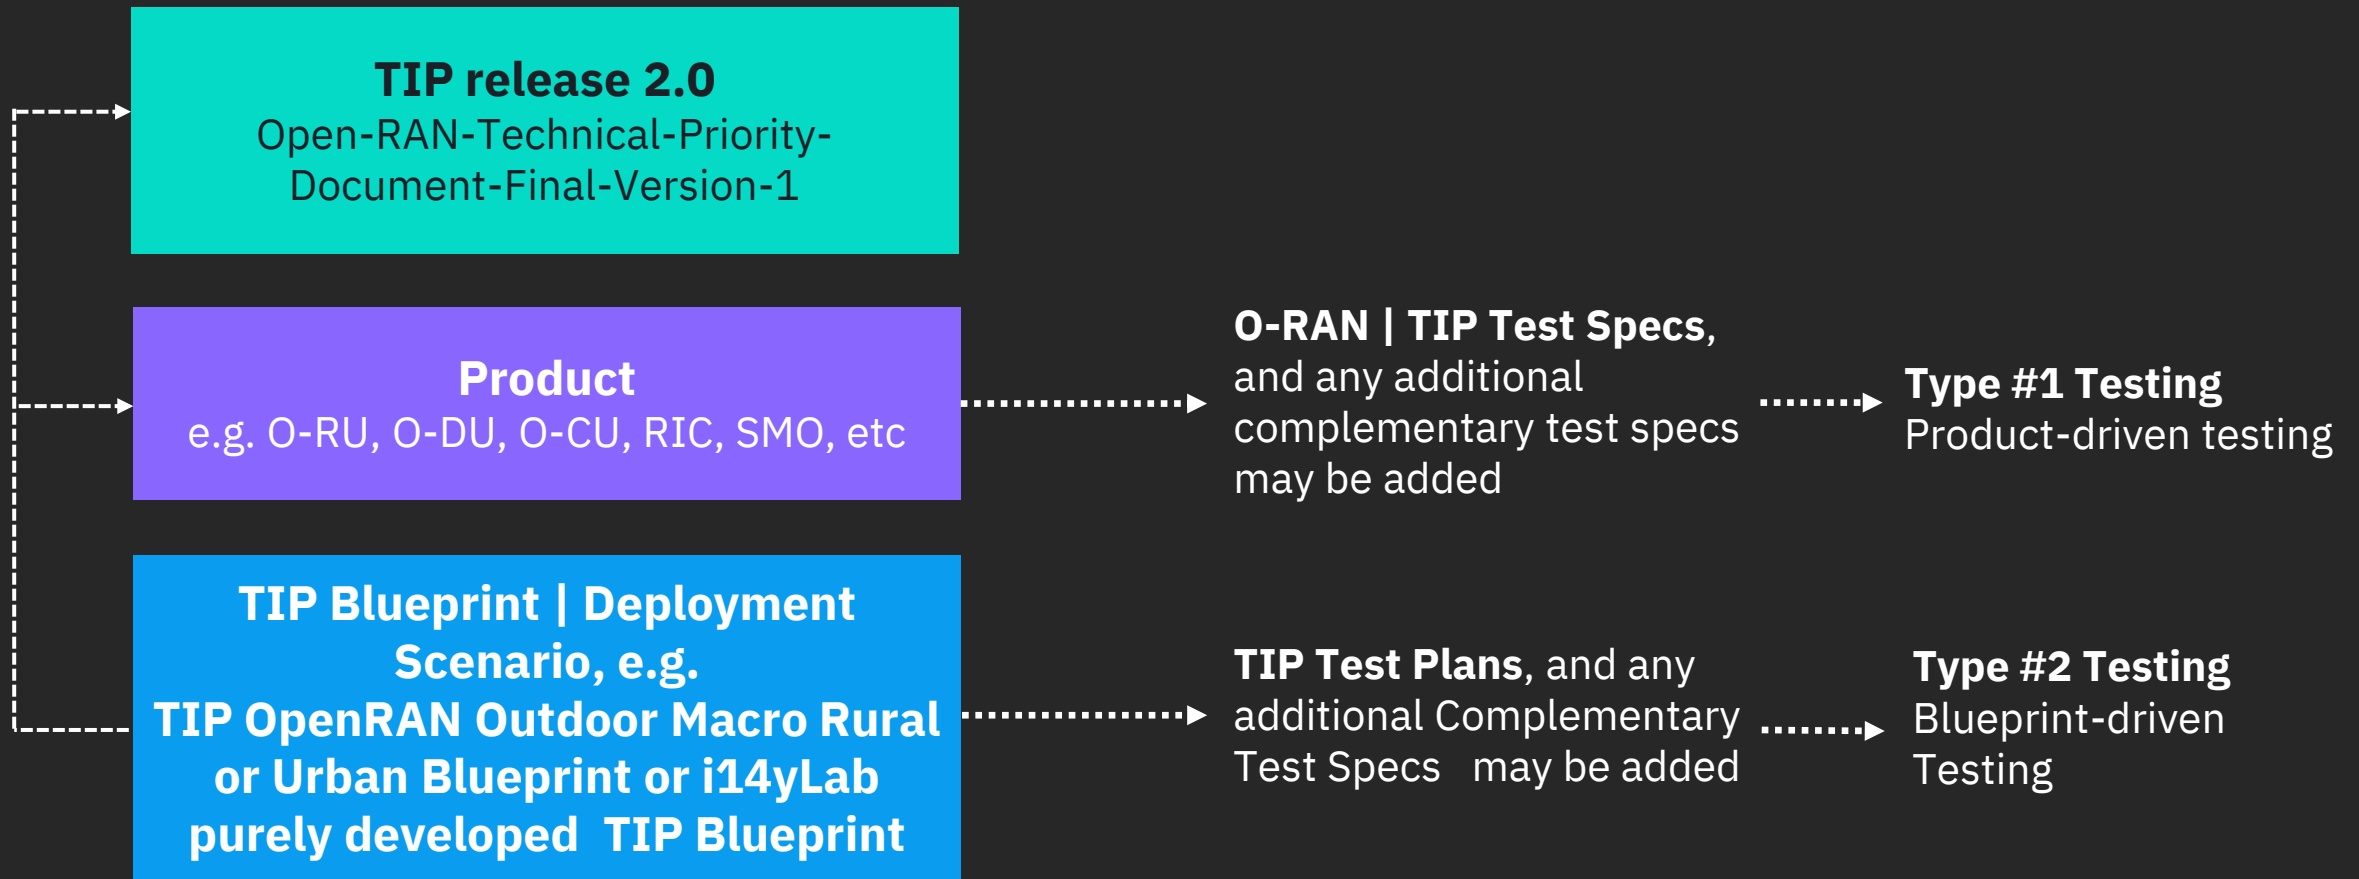 TIP release 2.0
Open-RAN-Technical-Priority-
Document-Final-Version-1
Product
e.g. O-RU, O-DU, O-CU, RIC, SMO, etc
O-RAN | TIP Test Specs,
and any additional
complementary test specs
may be added
Type #1 Testing
Product-driven testing
TIP Blueprint | Deployment
Scenario, e.g.
TIP OpenRAN Outdoor Macro Rural
or Urban Blueprint or i14yLab
purely developed  TIP Blueprint
TIP Test Plans, and any
additional Complementary
Test Specs   may be added
Type #2 Testing
Blueprint-driven
Testing